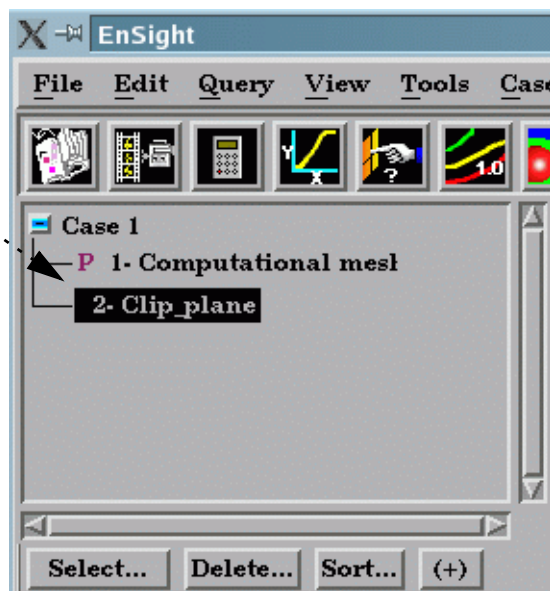 EnSight
File Edit Query View Tools Case
Y X ? 1.0
Case 1
P 1- Computational mesh
2- Clip_plane
Select... Delete... Sort... (+)